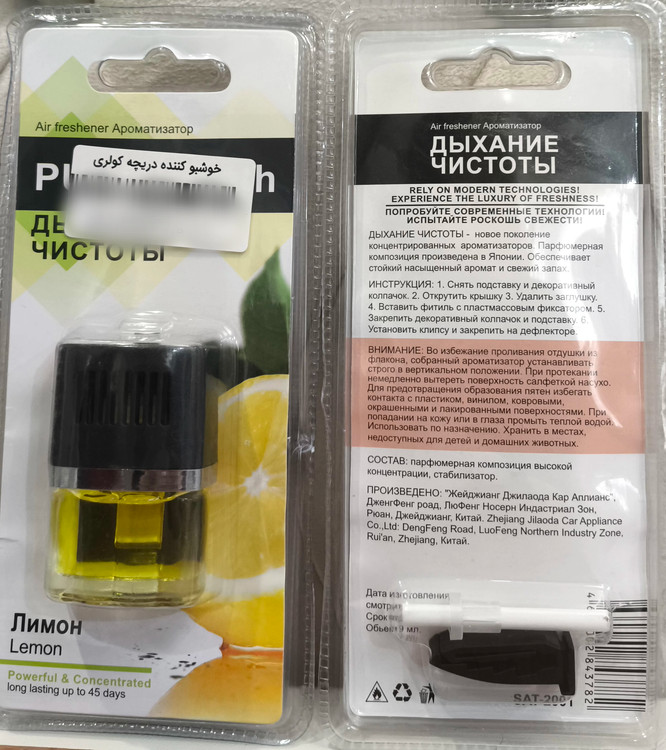 Air freshener Ароматизатор
خوشبو کننده دریچه کولری
ЧИСТОТЫ
Лимон
Lemon
Powerful & Concentrated
long lasting up to 45 days
Air freshener Ароматизатор
ДЫХАНИЕ
ЧИСТОТЫ
RELY ON MODERN TECHNOLOGIES!
EXPERIENCE THE LUXURY OF FRESHNESS!
ПОПРОБУЙТЕ СОВРЕМЕННЫЕ ТЕХНОЛОГИИ!
ИСПЫТАЙТЕ РОСКОШЬ СВЕЖЕСТИ!
ДЫХАНИЕ ЧИСТОТЫ - новое поколение
концентрированных ароматизаторов. Парфюмерная
композиция произведена в Японии. Обеспечивает
стойкий насыщенный аромат и свежий запах.
ИНСТРУКЦИЯ: 1. Снять подставку и декоративный
колпачок. 2. Открутить крышку 3. Удалить заглушку.
4. Вставить фитиль с пластмассовым фиксатором. 5.
Закрепить декоративный колпачок и подставку. 6.
Установить клипсу и закрепить на дефлекторе.
ВНИМАНИЕ: Во избежание проливания отдушки из
флакона, собранный ароматизатор устанавливать
строго в вертикальном положении. При протекании
немедленно вытереть поверхность салфеткой насухо.
Для предотвращения образования пятен избегать
контакта с пластиком, винилом, ковровыми,
окрашенными и лакированными поверхностями. При
попадании на кожу или в глаза промыть теплой водой.
Использовать по назначению. Хранить в местах,
недоступных для детей и домашних животных.
СОСТАВ: парфюмерная композиция высокой
концентрации, стабилизатор.
ПРОИЗВЕДЕНО: "Жейджианг Джилаода Кар Аллианс",
ДженгФенг роад, ЛюФенг Носерн Индастриал Зон,
Рюан, Джейджианг, Китай. Zhejiang Jilaoda Car Appliance
Co.,Ltd: DengFeng Road, LuoFeng Northern Industry Zone,
Rui'an, Zhejiang, Китай.
Дата изготовления
Срок
мл.